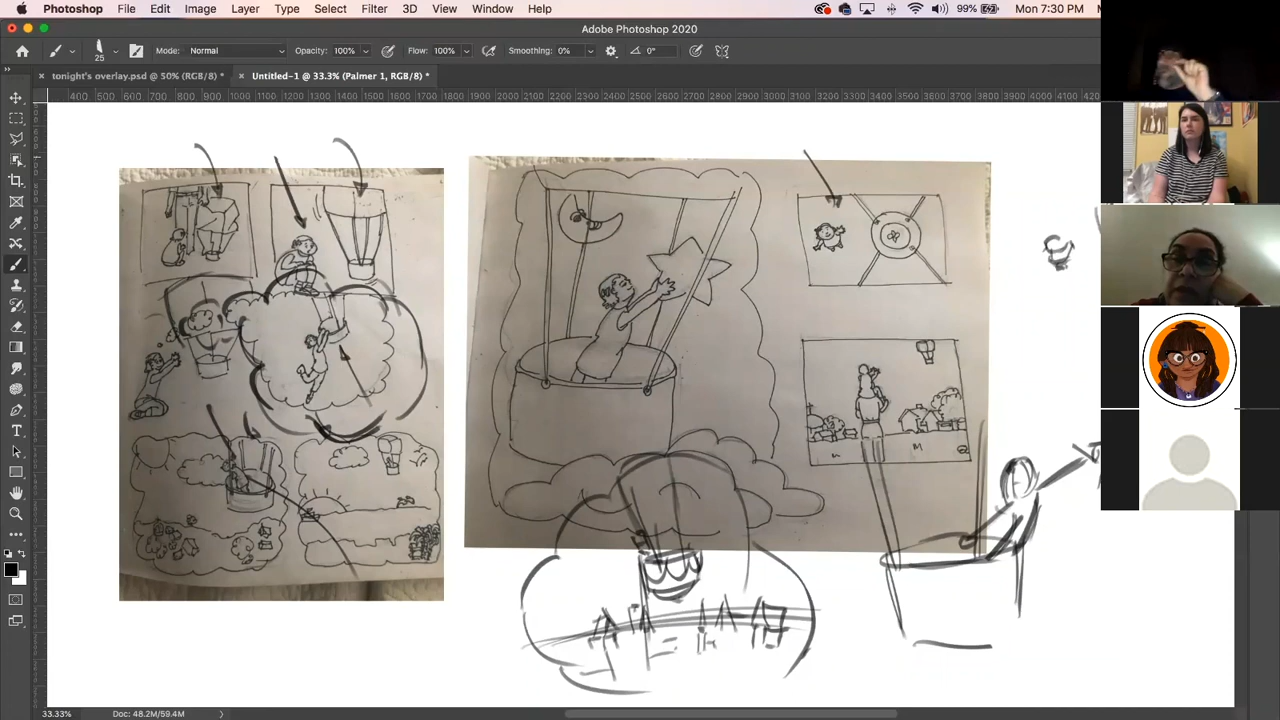 Photoshop File Edit Image Layer Type Select Filter 3D View Window Help 99% Mon 7:30 PM
Adobe Photoshop 2020
25 Mode: Normal Opacity: 100% Flow: 100% Smoothing: 0% 0°
tonight's overlay.psd @ 50% (RGB/8) * Untitled-1 @ 33.3% (Palmer 1, RGB/8) *
400 500 600 700 800 900 1000 1100 1200 1300 1400 1500 1600 1700 1800 1900 2000 2100 2200 2300 2400 2500 2600 2700 2800 2900 3000 3100 3200 3300 3400 3500 3600 3700 3800 3900 4000 4100 4200
33.33% Doc: 48.2M/59.4M